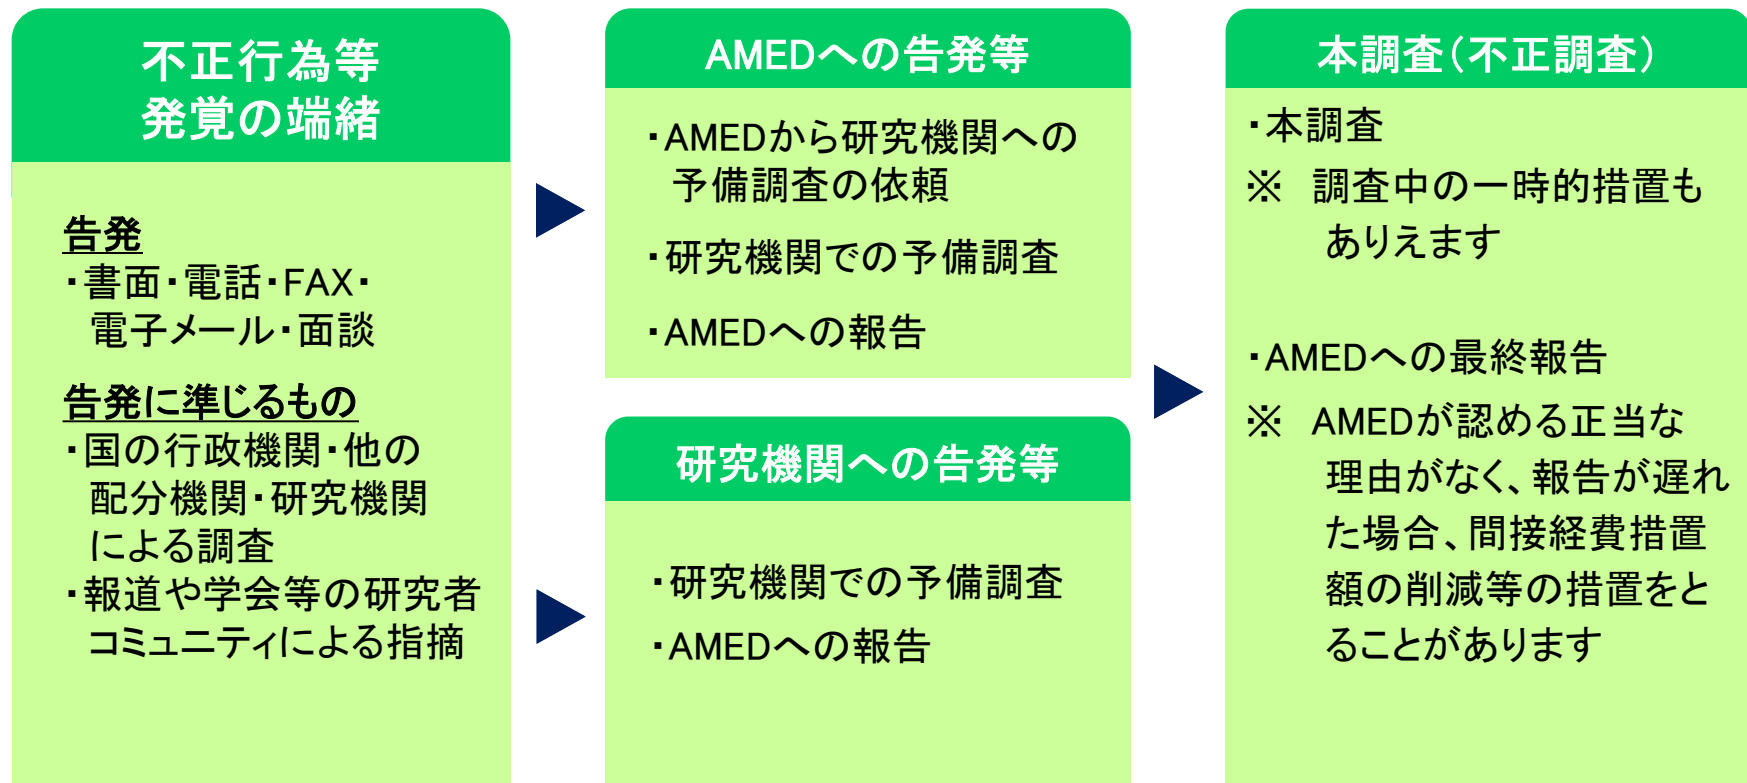 不正行為等
発覚の端緒
告発
・書面・電話・FAX・
電子メール・面談
告発に準じるもの
・国の行政機関・他の
配分機関・研究機関
による調査
・報道や学会等の研究者
コミュニティによる指摘
AMEDへの告発等
・AMEDから研究機関への
予備調査の依頼
・研究機関での予備調査
・AMEDへの報告
研究機関への告発等
・研究機関での予備調査
・AMEDへの報告
本調査(不正調査)
・本調査
※ 調査中の一時的措置も
ありえます
・AMEDへの最終報告
※ AMEDが認める正当な
理由がなく、報告が遅れ
た場合、間接経費措置
額の削減等の措置をと
ることがあります